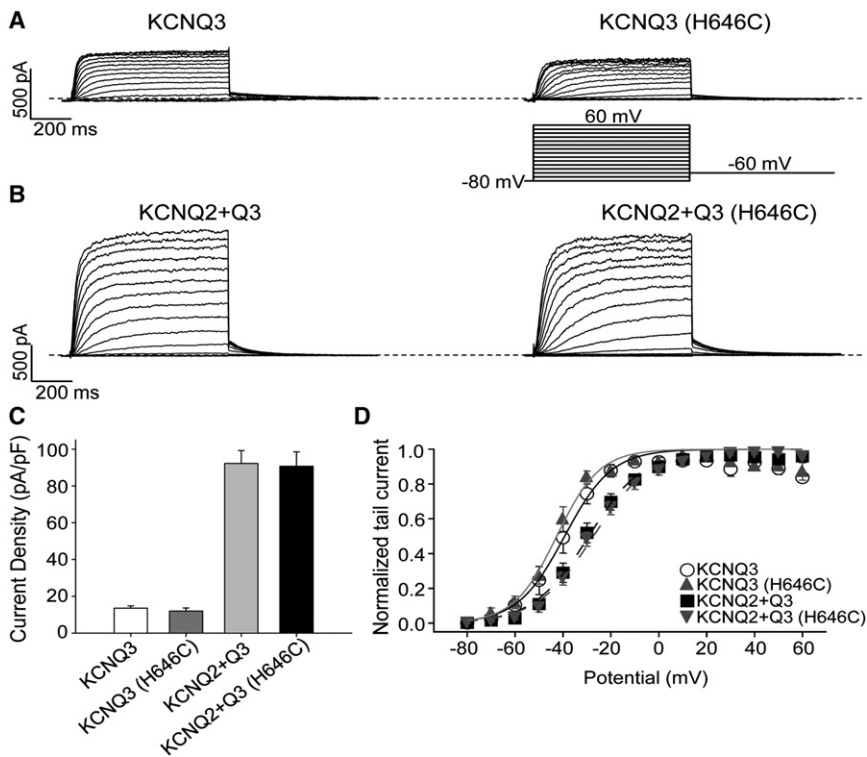 A
KCNQ3
KCNQ3 (H646C)
500 pA
200 ms
60 mV
-80 mV
-60 mV
B
KCNQ2+Q3
KCNQ2+Q3 (H646C)
500 pA
200 ms
C
Current Density (pA/pF)
100
80
60
40
20
0
KCNQ3
KCNQ3 (H646C)
KCNQ2+Q3
KCNQ2+Q3 (H646C)
D
Normalized tail current
1.0
0.8
0.6
0.4
0.2
0.0
KCNQ3
KCNQ3 (H646C)
KCNQ2+Q3
KCNQ2+Q3 (H646C)
-80 -60 -40 -20 0 20 40 60
Potential (mV)